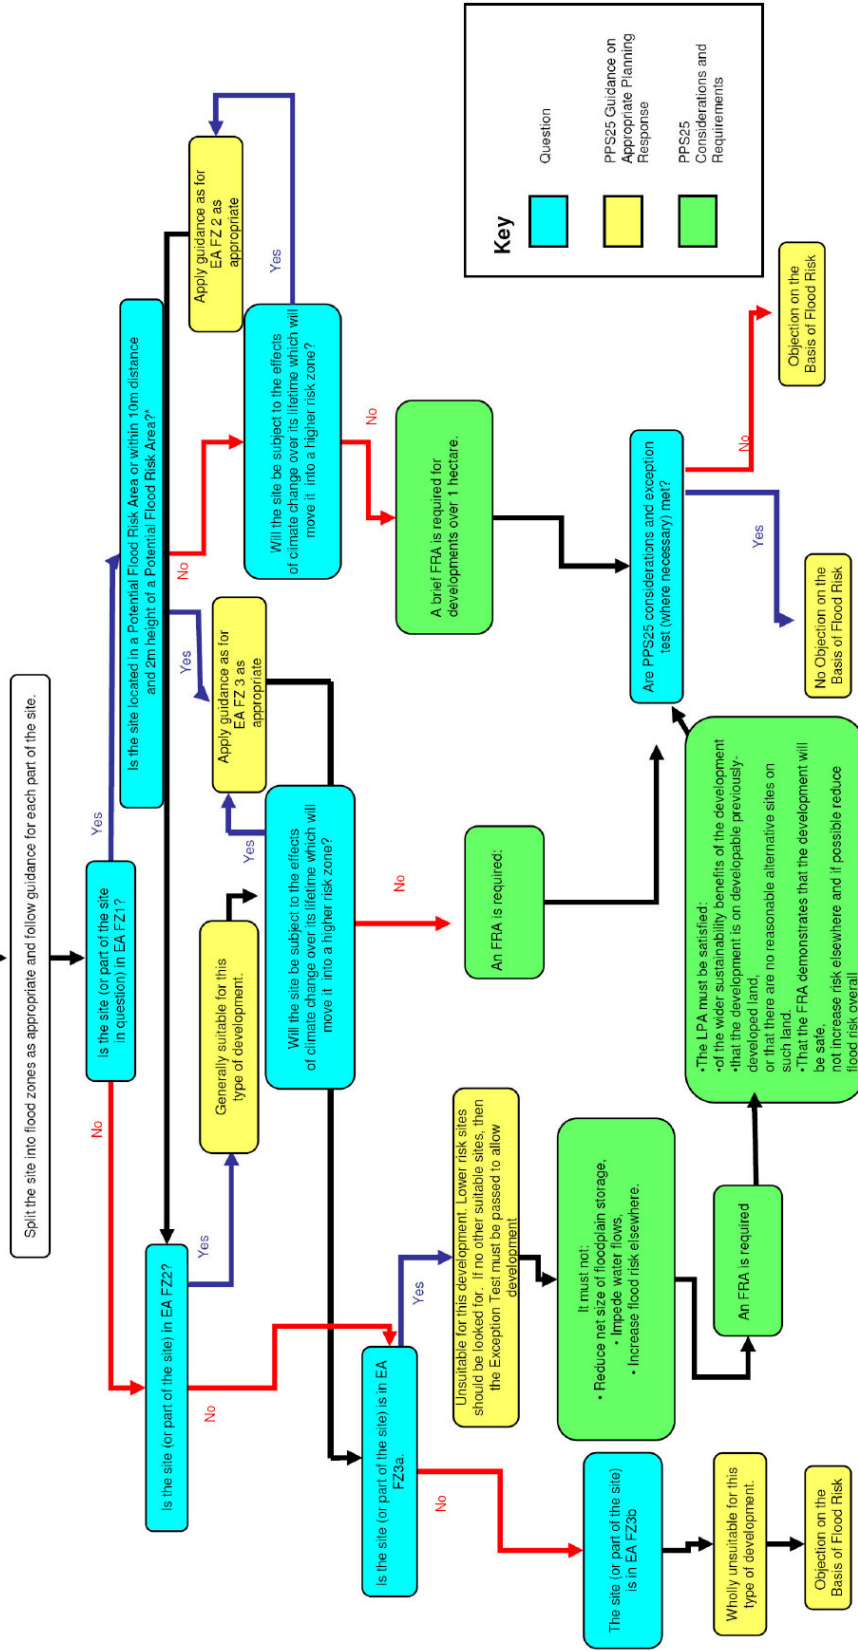 Split the site into flood zones as appropriate and follow guidance for each part of the site.
Is the site (or part of the site
in question) in EA FZ1?
No
Yes
Is the site located in a Potential Flood Risk Area or within 10m distance
and 2m height of a Potential Flood Risk Area?*
Is the site (or part of the site) in EA FZ2?
Yes
No
Yes
No
Apply guidance as for
EA FZ 2 as
appropriate
Generally suitable for this
type of development.
Apply guidance as for
EA FZ 3 as
appropriate
Yes
Yes
Will the site be subject to the effects
of climate change over its lifetime which will
move it  into a higher risk zone?
Will the site be subject to the effects
of climate change over its lifetime which will
move it  into a higher risk zone?
No
No
Is the site (or part of the site) is in EA
FZ3a.
Yes
No
Unsuitable for this development. Lower risk sites
should be looked for.  If no other suitable sites, then
the Exception Test must be passed to allow
development
An FRA is required:
A brief FRA is required for
developments over 1 hectare.
It must not:
• Reduce net size of floodplain storage,
• Impede water flows,
• Increase flood risk elsewhere.
The site (or part of the site)
is in EA FZ3b
Wholly unsuitable for this
type of development.
Objection on the
Basis of Flood Risk
An FRA is required
•The LPA must be satisfied:
•of the wider sustainability benefits of the development
•that the development is on developable previously-
developed land,
or that there are no reasonable alternative sites on
such land.
•That the FRA demonstrates that the development will
be safe,
not increase risk elsewhere and if possible reduce
flood risk overall
Are PPS25 considerations and exception
test (where necessary) met?
Yes
No
No Objection on the
Basis of Flood Risk
Objection on the
Basis of Flood Risk
Key
Question
PPS25 Guidance on
Appropriate Planning
Response
PPS25
Considerations and
Requirements